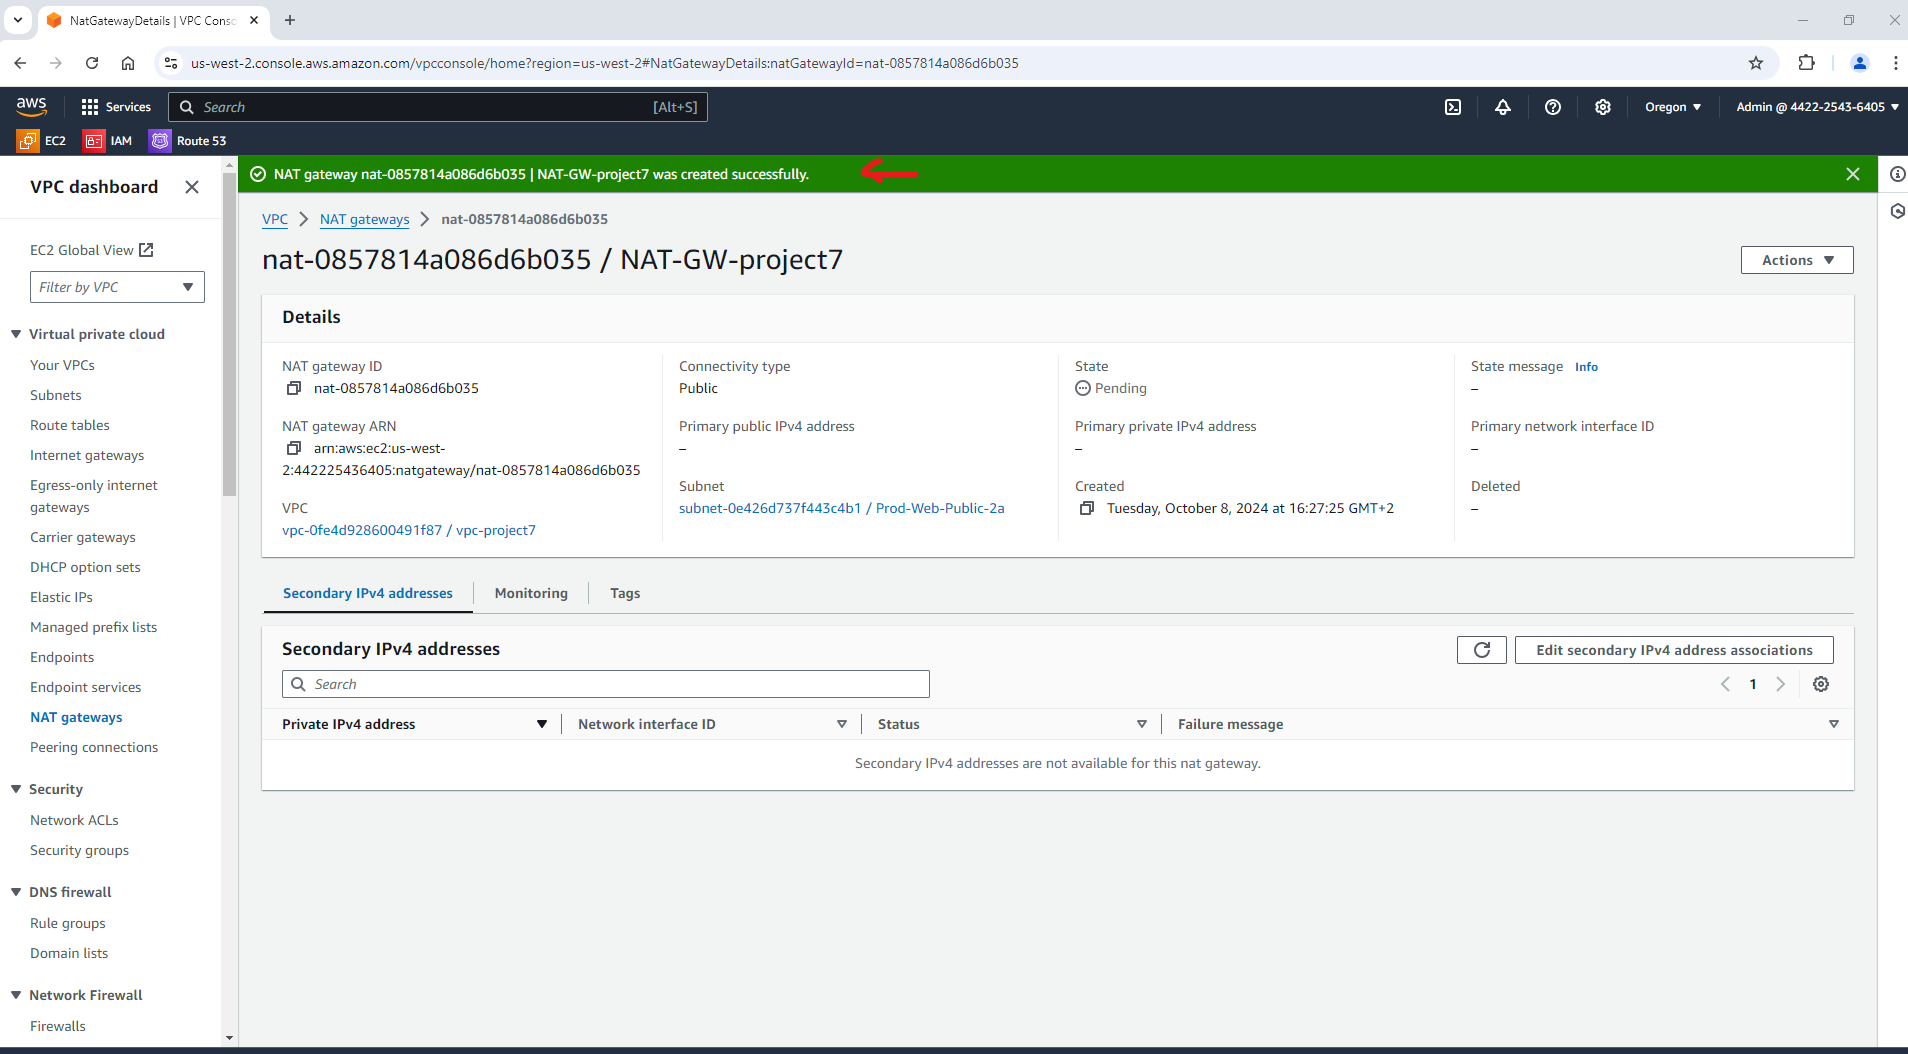 NatGatewayDetails | VPC Conso
us-west-2.console.aws.amazon.com/vpcconsole/home?region=us-west-2#NatGatewayDetails:natGatewayId=nat-0857814a086d6b035
aws
Services
Search
[Alt+S]
Oregon
Admin @ 4422-2543-6405
EC2
IAM
Route 53
VPC dashboard
EC2 Global View
Filter by VPC
Virtual private cloud
Your VPCs
Subnets
Route tables
Internet gateways
Egress-only internet
gateways
Carrier gateways
DHCP option sets
Elastic IPs
Managed prefix lists
Endpoints
Endpoint services
NAT gateways
Peering connections
Security
Network ACLs
Security groups
DNS firewall
Rule groups
Domain lists
Network Firewall
Firewalls
NAT gateway nat-0857814a086d6b035 | NAT-GW-project7 was created successfully.
VPC
NAT gateways
nat-0857814a086d6b035
nat-0857814a086d6b035 / NAT-GW-project7
Actions
Details
NAT gateway ID
nat-0857814a086d6b035
Connectivity type
Public
State
Pending
State message Info
–
NAT gateway ARN
arn:aws:ec2:us-west-
2:442225436405:natgateway/nat-0857814a086d6b035
Primary public IPv4 address
–
Primary private IPv4 address
–
Primary network interface ID
–
VPC
vpc-0fe4d928600491f87 / vpc-project7
Subnet
subnet-0e426d737f443c4b1 / Prod-Web-Public-2a
Created
Tuesday, October 8, 2024 at 16:27:25 GMT+2
Deleted
–
Secondary IPv4 addresses
Monitoring
Tags
Secondary IPv4 addresses
Edit secondary IPv4 address associations
Search
1
Private IPv4 address
Network interface ID
Status
Failure message
Secondary IPv4 addresses are not available for this nat gateway.